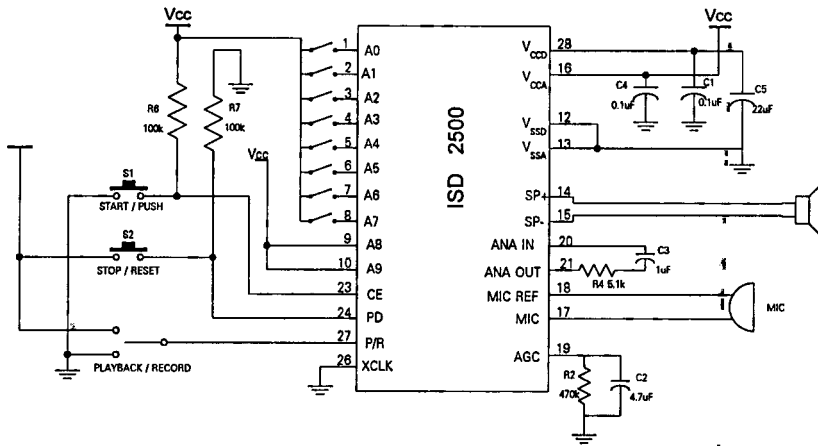 Vcc
R6
100k
R7
100k
Vcc
S1
START / PUSH
S2
STOP / RESET
PLAYBACK / RECORD
1 A0
2 A1
3 A2
4 A3
5 A4
6 A5
7 A6
8 A7
9 A8
10 A9
23 CE
24 PD
27 P/R
26 XCLK
ISD 2500
VCCD 28
VCCA 16
VSSD 12
VSSA 13
SP+ 14
SP- 15
ANA IN 20
ANA OUT 21
MIC REF 18
MIC 17
AGC 19
Vcc
C4
0.1uF
C1
0.1uF
C5
22uF
C3
1uF
R4 5.1k
MIC
R2
470k
C2
4.7uF